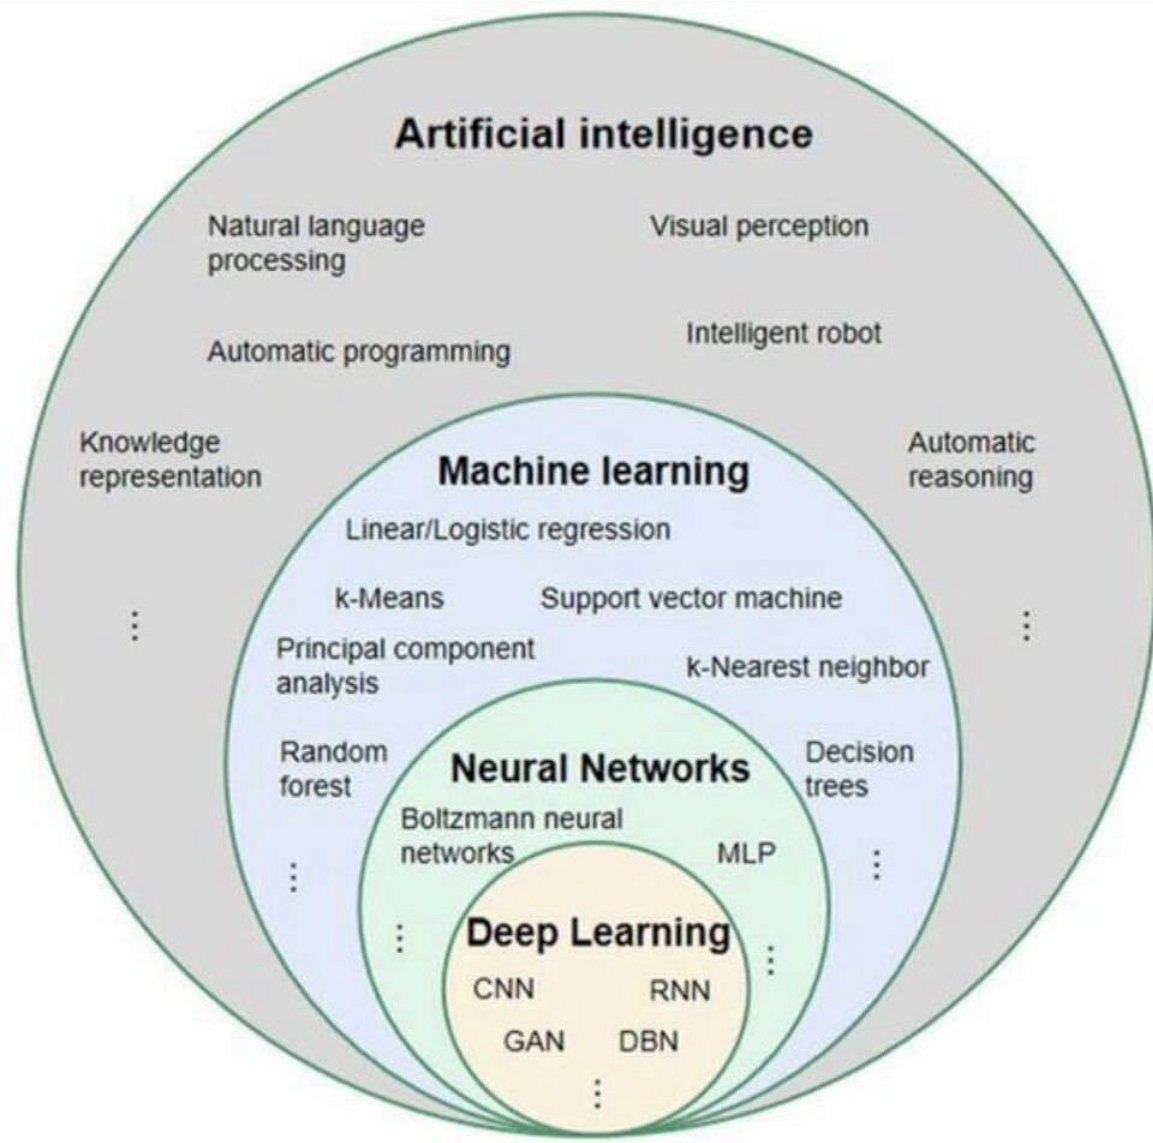 Artificial intelligence
Natural language
processing
Visual perception
Automatic programming
Intelligent robot
Knowledge
representation
Automatic
reasoning
⋮
⋮
Machine learning
Linear/Logistic regression
k-Means
Support vector machine
Principal component
analysis
k-Nearest neighbor
Random
forest
Decision
trees
⋮
⋮
Neural Networks
Boltzmann neural
networks
MLP
⋮
⋮
Deep Learning
CNN
RNN
GAN
DBN
⋮